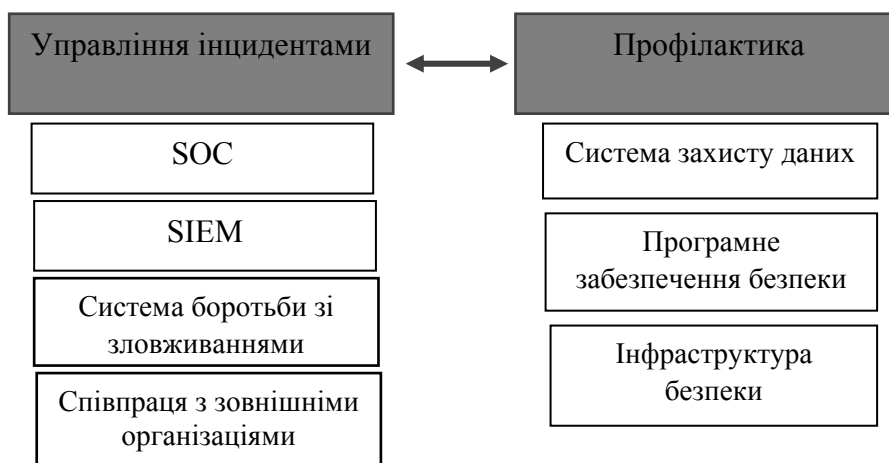 Управління інцидентами
SOC
SIEM
Система боротьби зі
зловживаннями
Співпраця з зовнішніми
організаціями
Профілактика
Система захисту даних
Програмне
забезпечення безпеки
Інфраструктура
безпеки